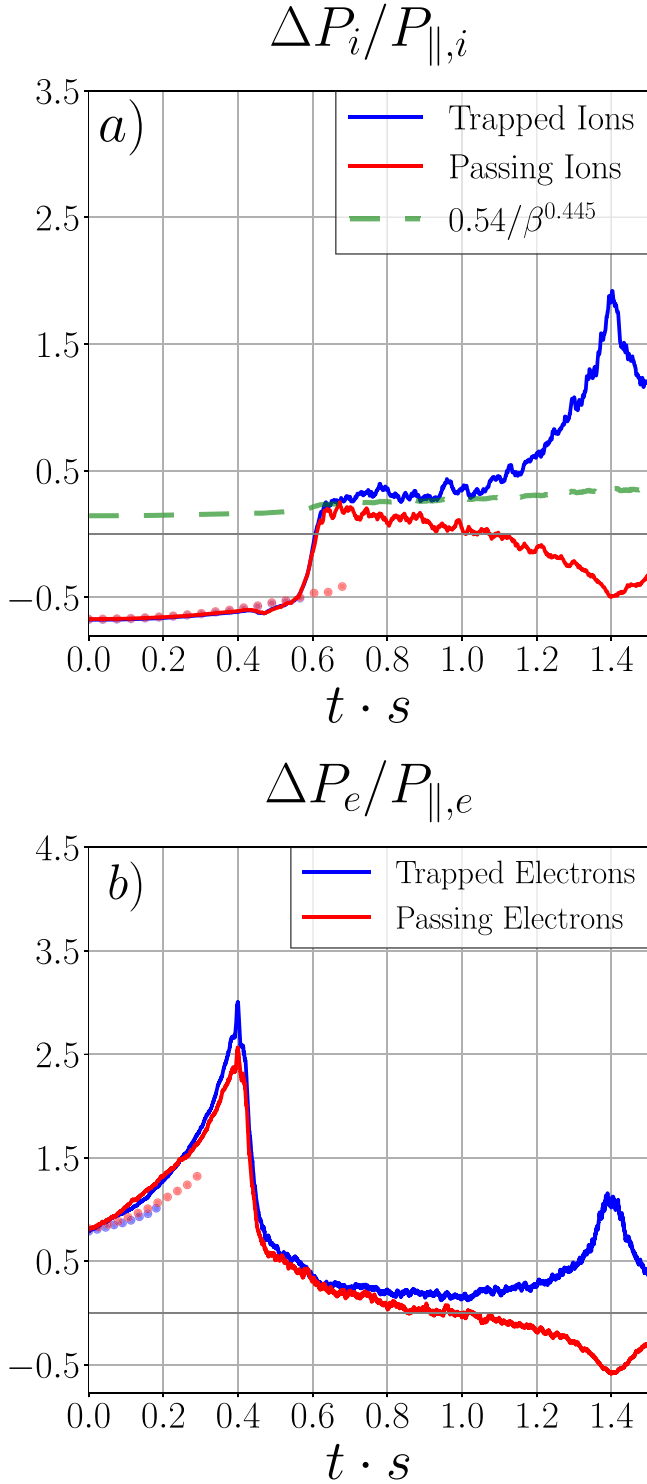 ΔP_i/P_{∥,i}
a)
3.5
2.5
1.5
0.5
−0.5
Trapped Ions
Passing Ions
0.54/β^{0.445}
0.0 0.2 0.4 0.6 0.8 1.0 1.2 1.4
t · s
ΔP_e/P_{∥,e}
b)
4.5
3.5
2.5
1.5
0.5
−0.5
Trapped Electrons
Passing Electrons
0.0 0.2 0.4 0.6 0.8 1.0 1.2 1.4
t · s